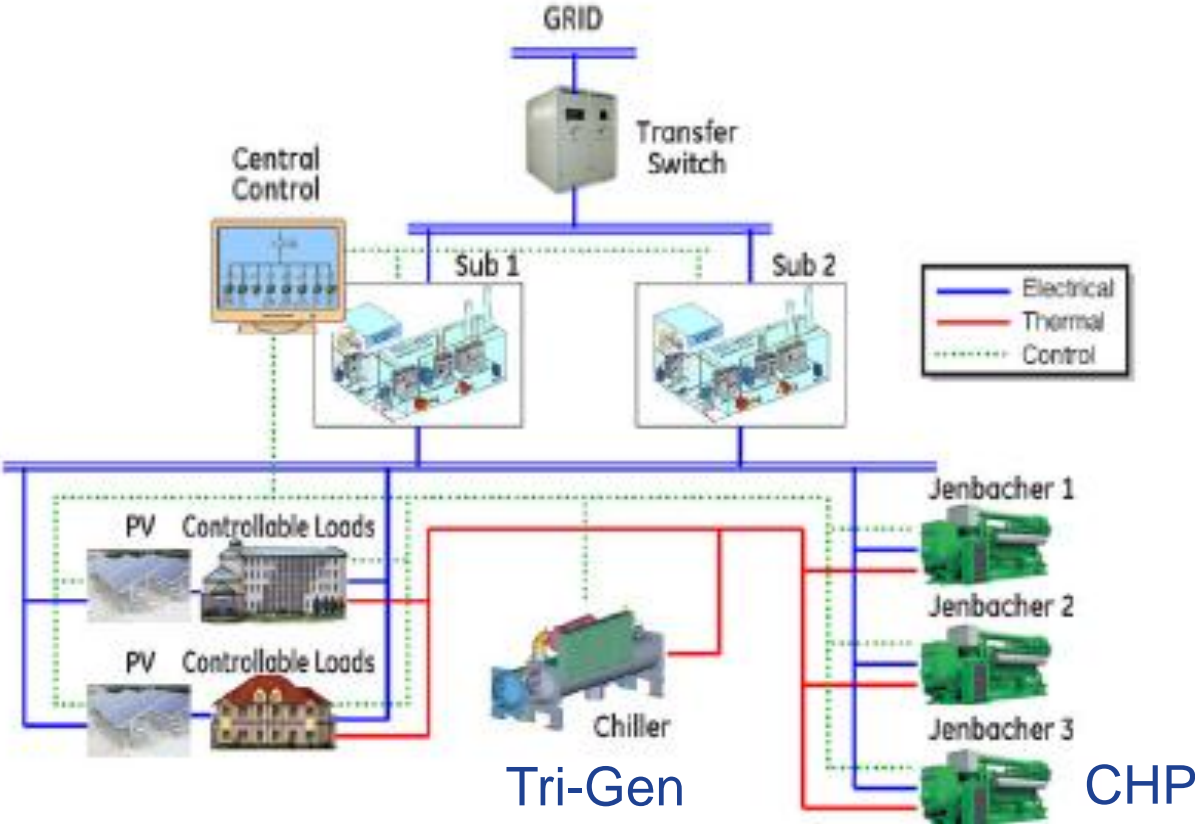 GRID
Transfer
Switch
Central
Control
Sub 1
Sub 2
Electrical
Thermal
Control
Jenbacher 1
PV
Controllable Loads
Jenbacher 2
PV
Controllable Loads
Chiller
Jenbacher 3
Tri-Gen
CHP